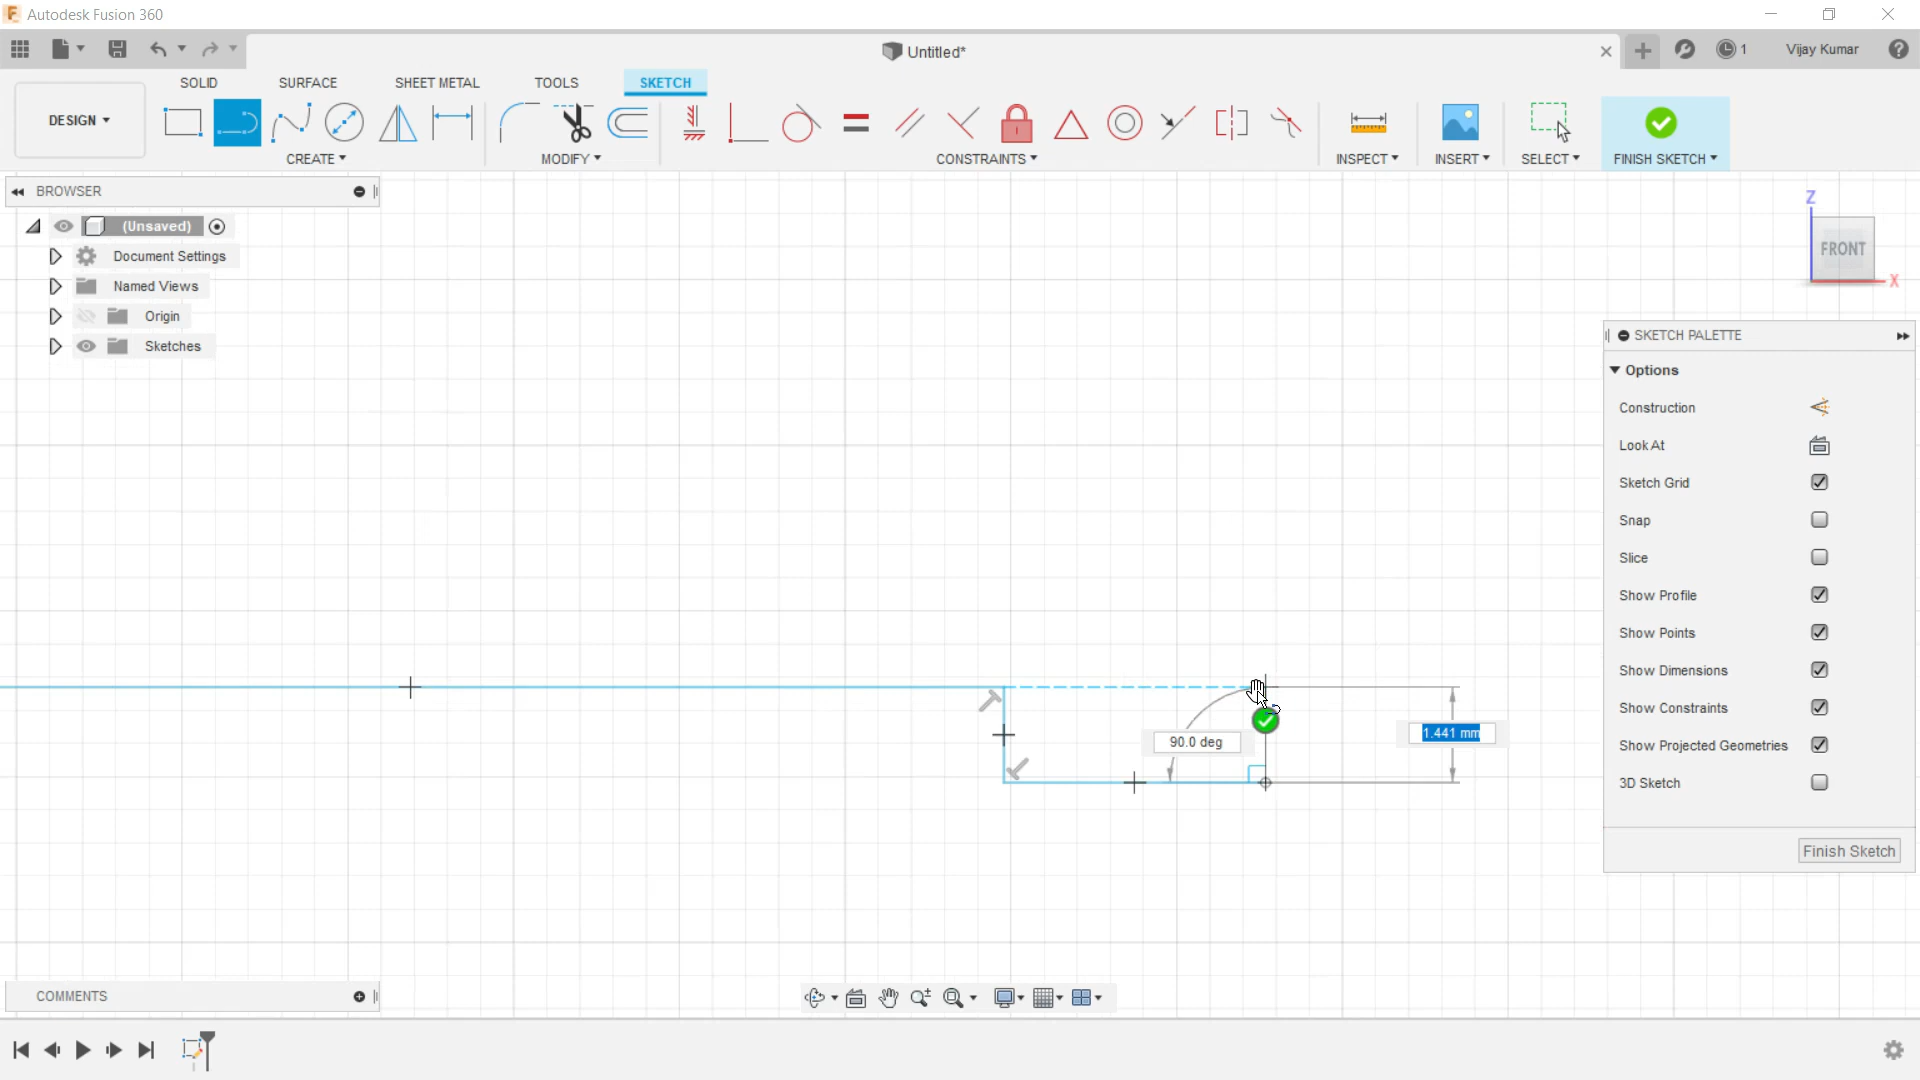 Autodesk Fusion 360
Untitled*
1
Vijay Kumar
SOLID
SURFACE
SHEET METAL
TOOLS
SKETCH
DESIGN
CREATE
MODIFY
CONSTRAINTS
INSPECT
INSERT
SELECT
FINISH SKETCH
BROWSER
(Unsaved)
Document Settings
Named Views
Origin
Sketches
Z
FRONT
X
SKETCH PALETTE
Options
Construction
Look At
Sketch Grid
Snap
Slice
Show Profile
Show Points
Show Dimensions
Show Constraints
Show Projected Geometries
3D Sketch
Finish Sketch
90.0 deg
1.441 mm
COMMENTS